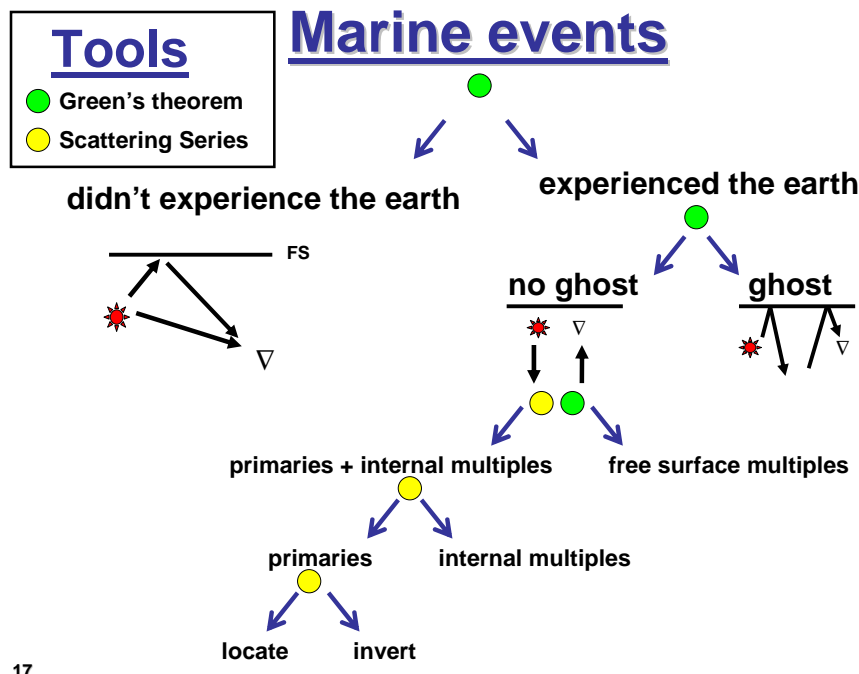 Tools
Green's theorem
Scattering Series
Marine events
didn't experience the earth
experienced the earth
FS
no ghost
ghost
∇
∇
∇
primaries + internal multiples
free surface multiples
primaries
internal multiples
locate
invert
17